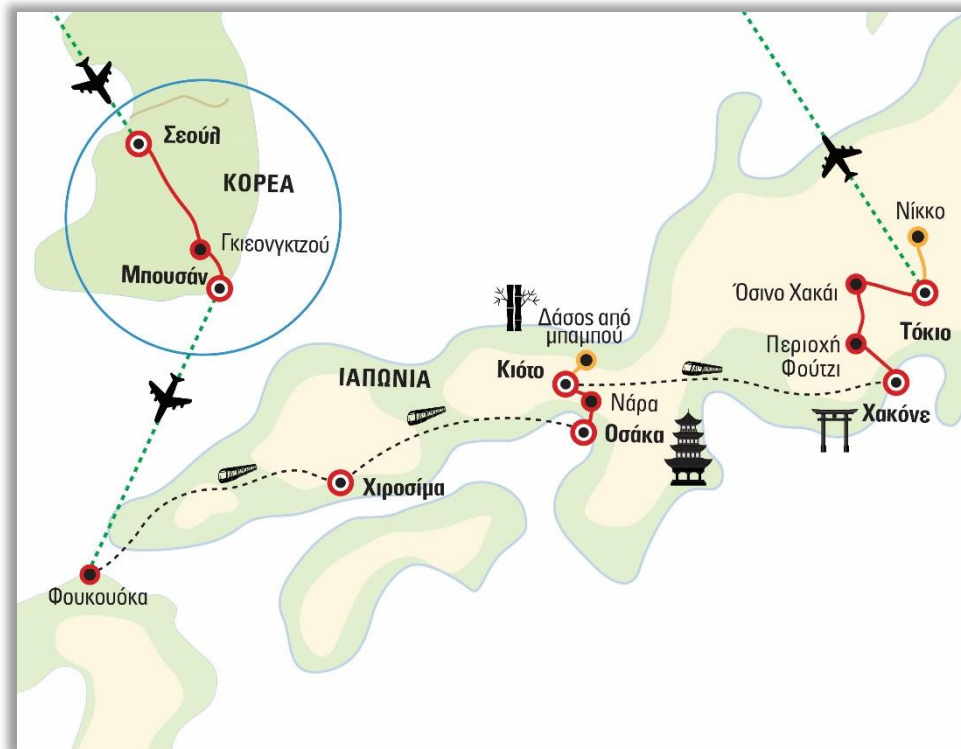 Σεούλ
ΚΟΡΕΑ
Γκιεονγκτζού
Μπουσάν
Νίκκο
Όσινο Χακάι
Τόκιο
Δάσος από
μπαμπού
Περιοχή
Φούτζι
ΙΑΠΩΝΙΑ
Κιότο
Νάρα
Χακόνε
Οσάκα
Χιροσίμα
Φουκουόκα